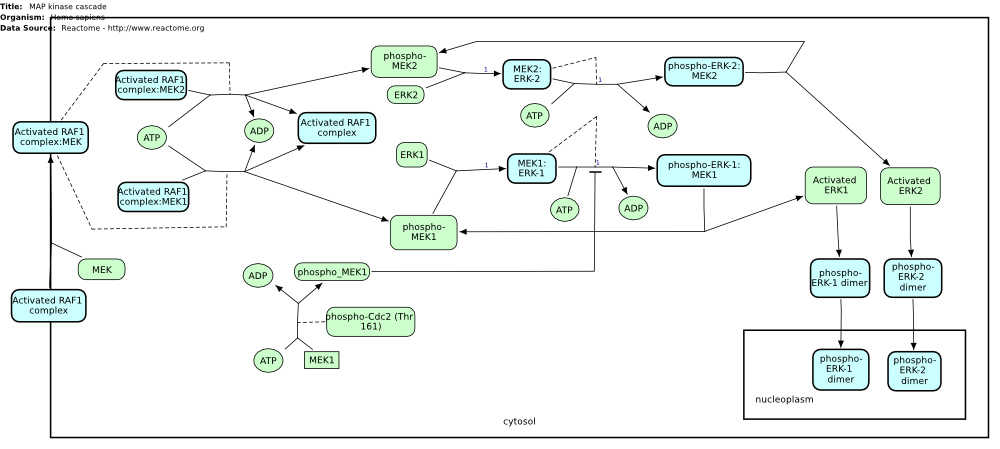 Title: MAP kinase cascade
Organism: Homo sapiens
Data Source: Reactome - http://www.reactome.org
phospho-
MEK2
ERK2
1
MEK2:
ERK-2
1
phospho-ERK-2:
MEK2
Activated RAF1
complex:MEK2
ATP
ADP
Activated RAF1
complex
ATP
ADP
Activated RAF1
complex:MEK
ERK1
1
MEK1:
ERK-1
1
phospho-ERK-1:
MEK1
Activated RAF1
complex:MEK1
ATP
ADP
Activated
ERK1
Activated
ERK2
phospho-
MEK1
MEK
ADP
phospho_MEK1
phospho-
ERK-1 dimer
phospho-
ERK-2
dimer
Activated RAF1
complex
phospho-Cdc2 (Thr
161)
ATP
MEK1
phospho-
ERK-1
dimer
phospho-
ERK-2
dimer
nucleoplasm
cytosol